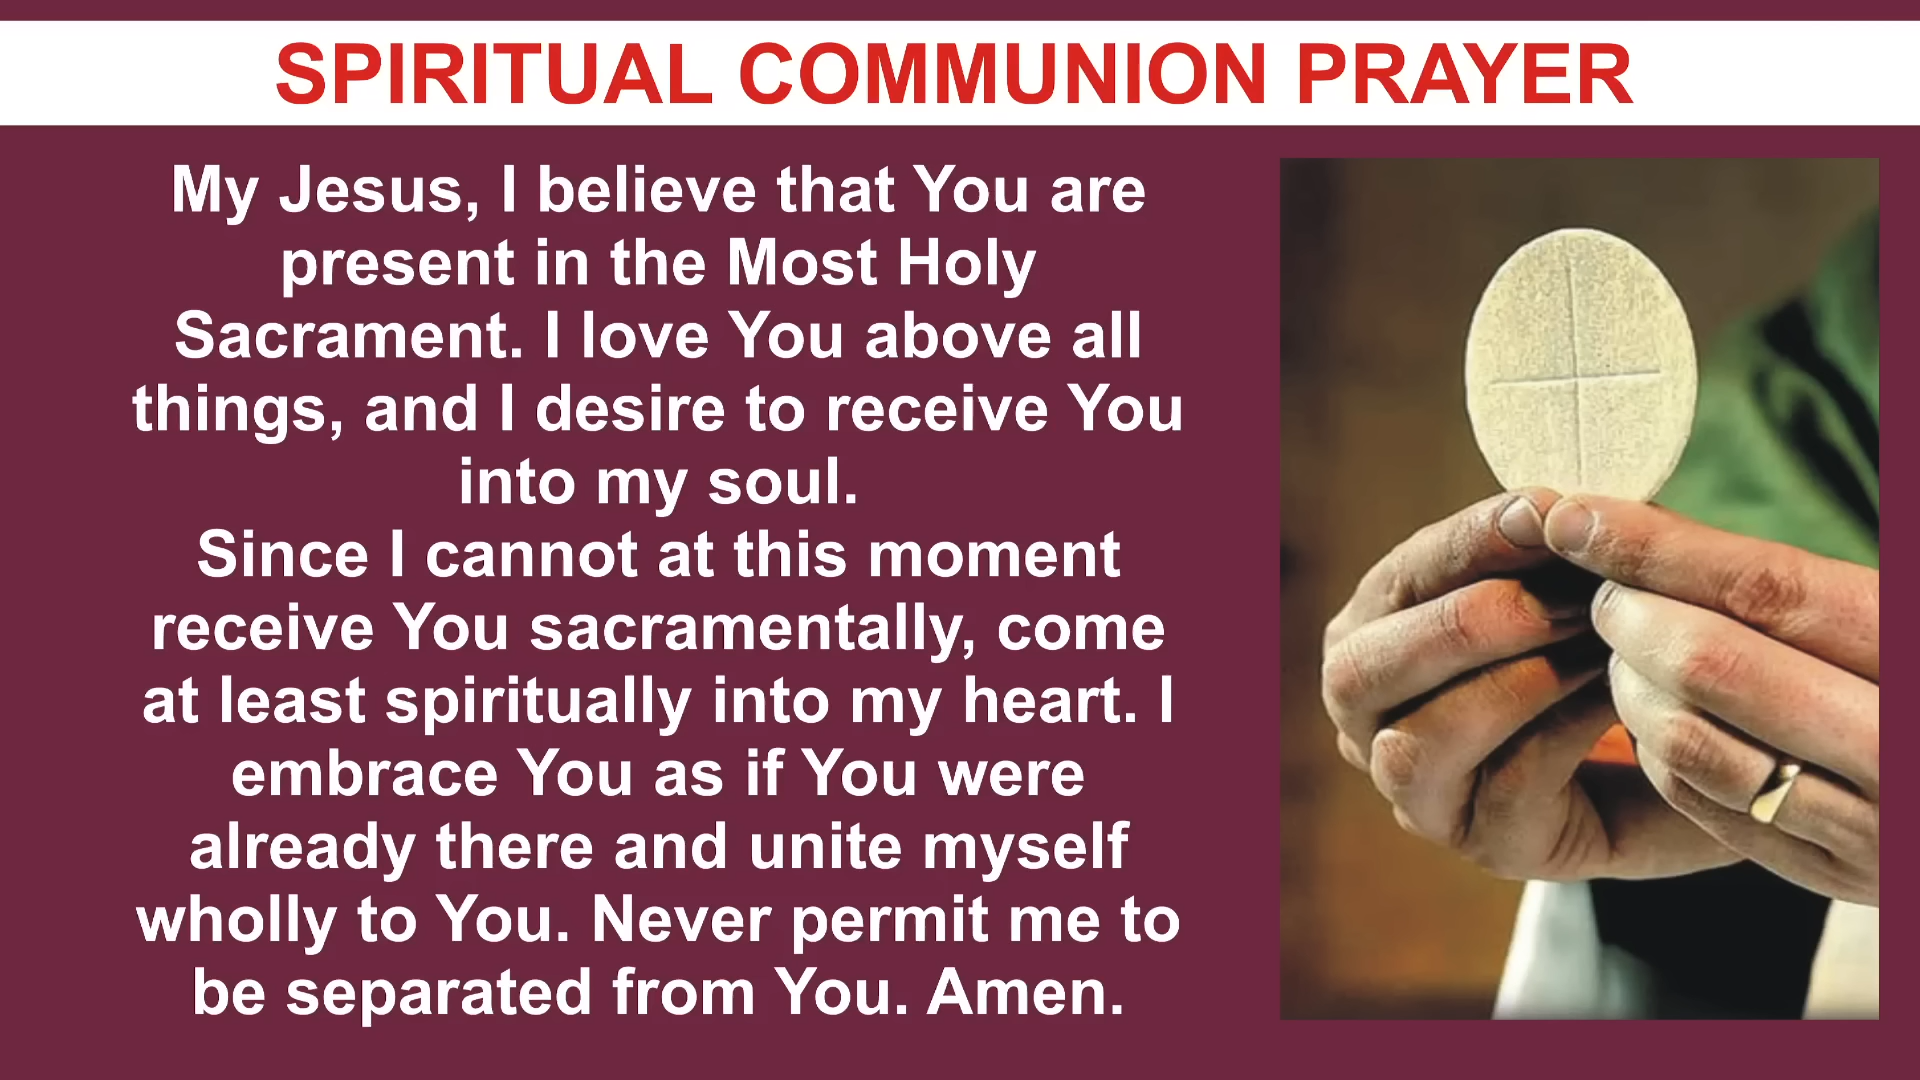 SPIRITUAL COMMUNION PRAYER
My Jesus, I believe that You are
present in the Most Holy
Sacrament. I love You above all
things, and I desire to receive You
into my soul.
Since I cannot at this moment
receive You sacramentally, come
at least spiritually into my heart. I
embrace You as if You were
already there and unite myself
wholly to You. Never permit me to
be separated from You. Amen.